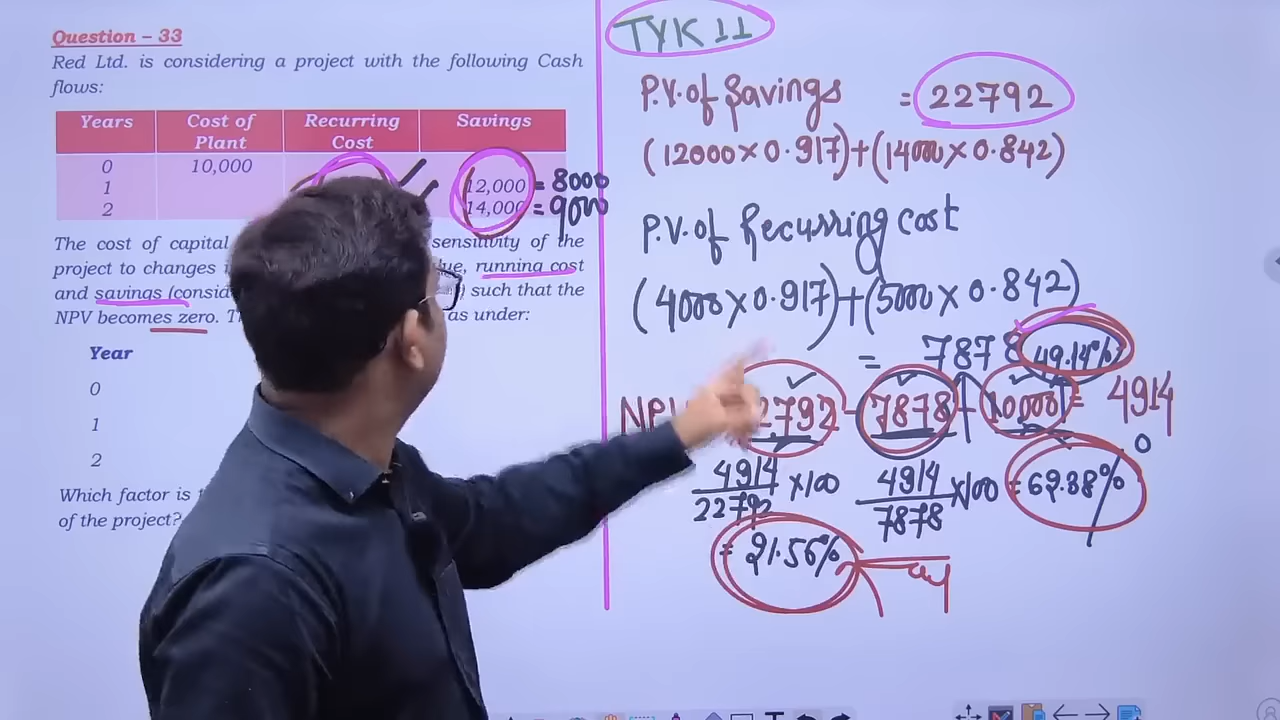 Question – 33
Red Ltd. is considering a project with the following Cash
flows:
Years Cost of Plant Recurring Cost Savings
0 10,000
1 12,000 = 8000
2 14,000 = 9000
The cost of capital sensitivity of the
project to changes running cost
and savings such that the
NPV becomes zero. as under:
Year
0
1
2
Which factor is
of the project?
TYK 11
P.V. of Savings = 22792
(12000 × 0.917) + (14000 × 0.842)
P.V. of Recurring cost
(4000 × 0.917) + (5000 × 0.842)
= 7878 49.14%
NPV 2792 - 7878 10000 = 4914
0
4914/22792 × 100 4914/7878 × 100 = 62.38%
= 21.56%